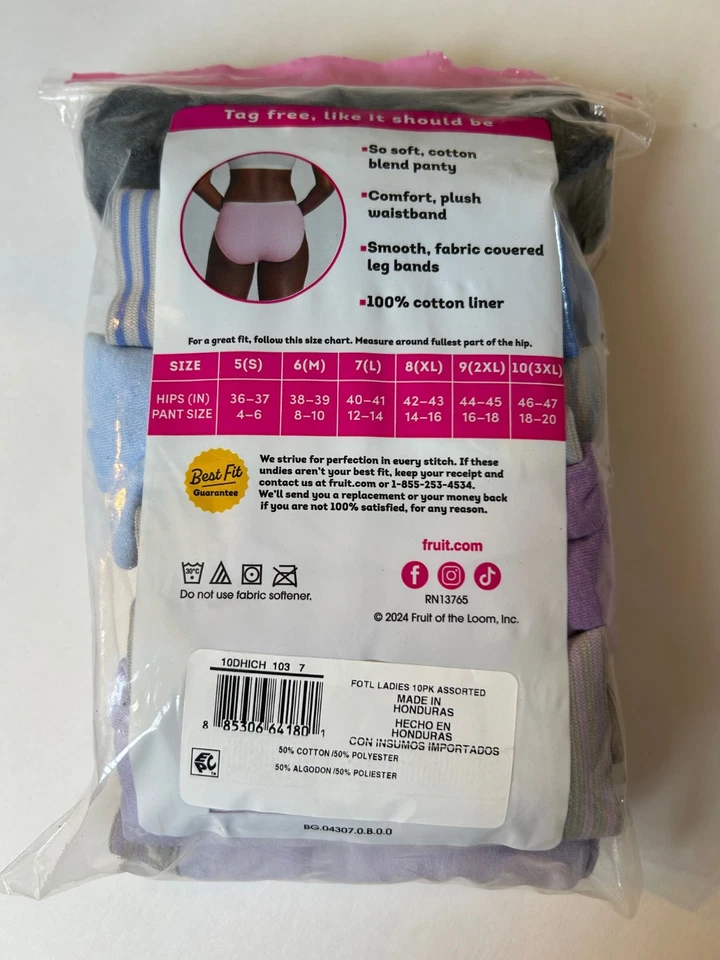 Tag free, like it should be
▪So soft, cotton
blend panty
▪Comfort, plush
waistband
▪Smooth, fabric covered
leg bands
▪100% cotton liner
For a great fit, follow this size chart. Measure around fullest part of the hip.
SIZE 5(S) 6(M) 7(L) 8(XL) 9(2XL) 10(3XL)
HIPS (IN) 36–37 38–39 40–41 42–43 44–45 46–47
PANT SIZE 4–6 8–10 12–14 14–16 16–18 18–20
Best Fit
Guarantee
We strive for perfection in every stitch. If these
undies aren't your best fit, keep your receipt and
contact us at fruit.com or 1-855-253-4534.
We'll send you a replacement or your money back
if you are not 100% satisfied, for any reason.
fruit.com
30°C
Do not use fabric softener.
RN13765
© 2024 Fruit of the Loom, Inc.
10DHICH 103 7
8 85306 64180 1
FOTL LADIES 10PK ASSORTED
MADE IN
HONDURAS
HECHO EN
HONDURAS
CON INSUMOS IMPORTADOS
50% COTTON /50% POLYESTER
50% ALGODON /50% POLIESTER
EPC TM
BG.04307.0.B.0.0